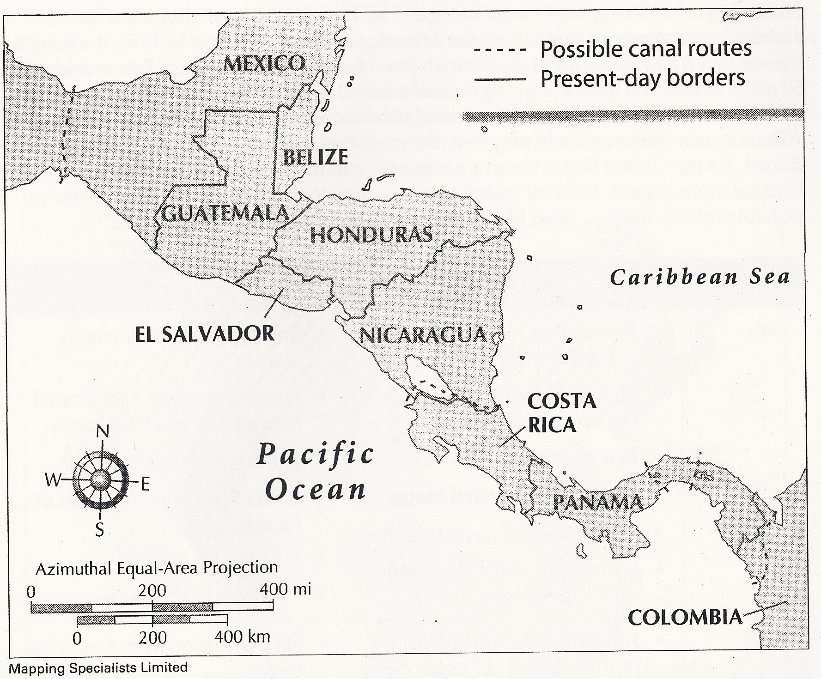 Possible canal routes
Present-day borders
MEXICO
BELIZE
GUATEMALA
HONDURAS
Caribbean Sea
EL SALVADOR
NICARAGUA
COSTA
RICA
Pacific
Ocean
N
W
E
S
PANAMA
Azimuthal Equal-Area Projection
0 200 400 mi
0 200 400 km
COLOMBIA
Mapping Specialists Limited